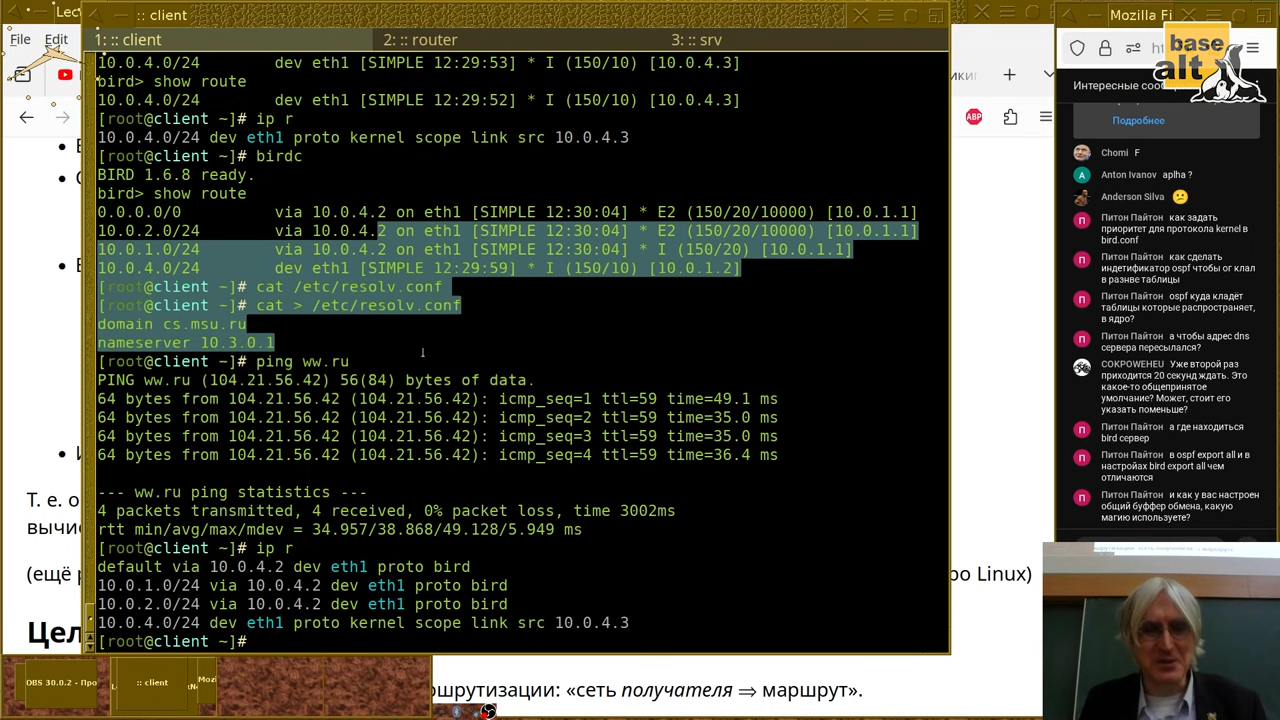 Lec
:: client
Mozilla Fi
1: :: client
2: :: router
3: :: srv
File Edit
10.0.4.0/24 dev eth1 [SIMPLE 12:29:53] * I (150/10) [10.0.4.3]
bird> show route
10.0.4.0/24 dev eth1 [SIMPLE 12:29:52] * I (150/10) [10.0.4.3]
[root@client ~]# ip r
10.0.4.0/24 dev eth1 proto kernel scope link src 10.0.4.3
[root@client ~]# birdc
BIRD 1.6.8 ready.
bird> show route
0.0.0.0/0 via 10.0.4.2 on eth1 [SIMPLE 12:30:04] * E2 (150/20/10000) [10.0.1.1]
10.0.2.0/24 via 10.0.4.2 on eth1 [SIMPLE 12:30:04] * E2 (150/20/10000) [10.0.1.1]
10.0.1.0/24 via 10.0.4.2 on eth1 [SIMPLE 12:30:04] * I (150/20) [10.0.1.1]
10.0.4.0/24 dev eth1 [SIMPLE 12:29:59] * I (150/10) [10.0.1.2]
[root@client ~]# cat /etc/resolv.conf
[root@client ~]# cat > /etc/resolv.conf
domain cs.msu.ru
nameserver 10.3.0.1
[root@client ~]# ping ww.ru
PING ww.ru (104.21.56.42) 56(84) bytes of data.
64 bytes from 104.21.56.42 (104.21.56.42): icmp_seq=1 ttl=59 time=49.1 ms
64 bytes from 104.21.56.42 (104.21.56.42): icmp_seq=2 ttl=59 time=35.0 ms
64 bytes from 104.21.56.42 (104.21.56.42): icmp_seq=3 ttl=59 time=35.0 ms
64 bytes from 104.21.56.42 (104.21.56.42): icmp_seq=4 ttl=59 time=36.4 ms
--- ww.ru ping statistics ---
4 packets transmitted, 4 received, 0% packet loss, time 3002ms
rtt min/avg/max/mdev = 34.957/38.868/49.128/5.949 ms
[root@client ~]# ip r
default via 10.0.4.2 dev eth1 proto bird
10.0.1.0/24 via 10.0.4.2 dev eth1 proto bird
10.0.2.0/24 via 10.0.4.2 dev eth1 proto bird
10.0.4.0/24 dev eth1 proto kernel scope link src 10.0.4.3
[root@client ~]#
Т. е. о
вычис
(ещё р
ро Linux)
Цел
ршрутизации: «сеть получателя ⇒ маршрут».
OBS 30.0.2 - Про
:: client
Mozi
base
alt
ABP
Интересные сооб
Подробнее
Chomi F
Anton Ivanov aplha ?
Anderson Silva
Питон Пайтон как задать
приоритет для протокола kernel в
bird.conf
Питон Пайтон как сделать
индетификатор ospf чтобы ог клал
в разнве таблицы
Питон Пайтон ospf куда кладёт
таблицы которые распространяет,
в ядро?
Питон Пайтон а чтобы адрес dns
сервера пересылался?
COKPOWEHEU Уже второй раз
приходится 20 секунд ждать. Это
какое-то общепринятое
умолчание? Может, стоит его
указать поменьше?
Питон Пайтон а где находиться
bird сервер
Питон Пайтон в ospf export all и в
настройах bird export all чем
отличаются
Питон Пайтон и как у вас настроен
общий буффер обмена, какую
магию используете?